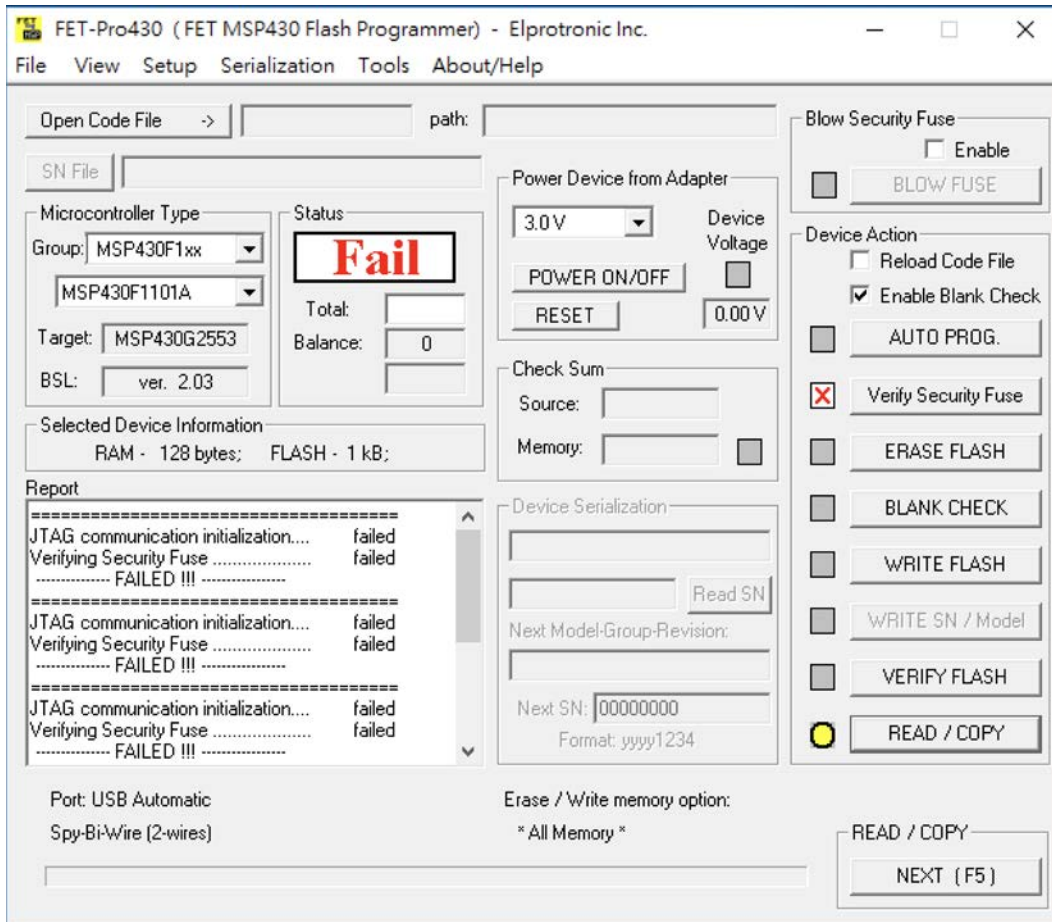 FET-Pro430 ( FET MSP430 Flash Programmer) - Elprotronic Inc.
File View Setup Serialization Tools About/Help
Open Code File ->
path:
SN File
Microcontroller Type
Group: MSP430F1xx
MSP430F1101A
Target: MSP430G2553
BSL: ver. 2.03
Status
Fail
Total:
Balance: 0
Selected Device Information
RAM - 128 bytes; FLASH - 1 kB;
Report
=====================================
JTAG communication initialization.... failed
Verifying Security Fuse ..................... failed
--------------- FAILED !!! -----------------
=====================================
JTAG communication initialization.... failed
Verifying Security Fuse ..................... failed
--------------- FAILED !!! -----------------
=====================================
JTAG communication initialization.... failed
Verifying Security Fuse ..................... failed
--------------- FAILED !!! -----------------
Power Device from Adapter
3.0 V
Device
Voltage
POWER ON/OFF
RESET
0.00 V
Check Sum
Source:
Memory:
Device Serialization
Read SN
Next Model-Group-Revision:
Next SN: 00000000
Format: yyyy1234
Blow Security Fuse
Enable
BLOW FUSE
Device Action
Reload Code File
Enable Blank Check
AUTO PROG.
Verify Security Fuse
ERASE FLASH
BLANK CHECK
WRITE FLASH
WRITE SN / Model
VERIFY FLASH
READ / COPY
Port: USB Automatic
Spy-Bi-Wire (2-wires)
Erase / Write memory option:
* All Memory *
READ / COPY
NEXT ( F5 )